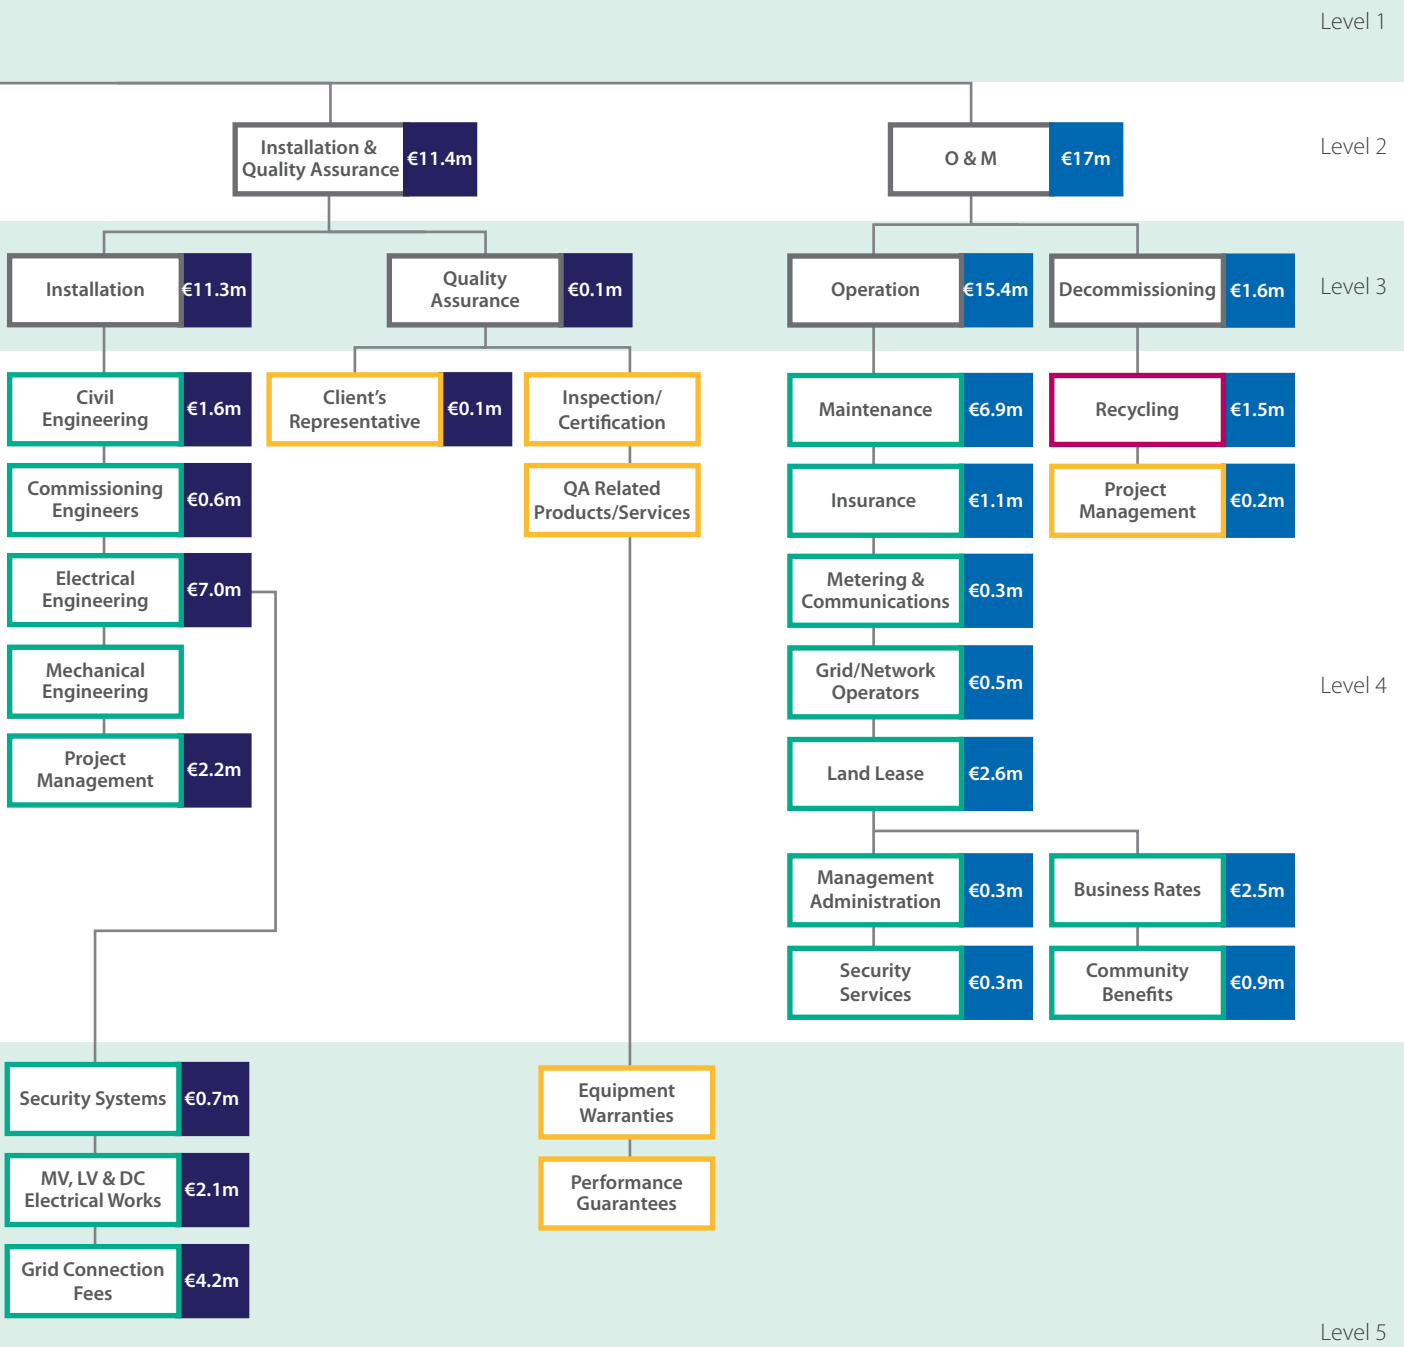 Level 1
Installation &
Quality Assurance
€11.4m
O & M
€17m
Level 2
Installation
€11.3m
Quality
Assurance
€0.1m
Operation
€15.4m
Decommissioning
€1.6m
Level 3
Civil
Engineering
€1.6m
Client’s
Representative
€0.1m
Inspection/
Certification
Maintenance
€6.9m
Recycling
€1.5m
Commissioning
Engineers
€0.6m
QA Related
Products/Services
Insurance
€1.1m
Project
Management
€0.2m
Electrical
Engineering
€7.0m
Metering &
Communications
€0.3m
Mechanical
Engineering
Grid/Network
Operators
€0.5m
Level 4
Project
Management
€2.2m
Land Lease
€2.6m
Management
Administration
€0.3m
Business Rates
€2.5m
Security
Services
€0.3m
Community
Benefits
€0.9m
Security Systems
€0.7m
Equipment
Warranties
MV, LV & DC
Electrical Works
€2.1m
Performance
Guarantees
Grid Connection
Fees
€4.2m
Level 5